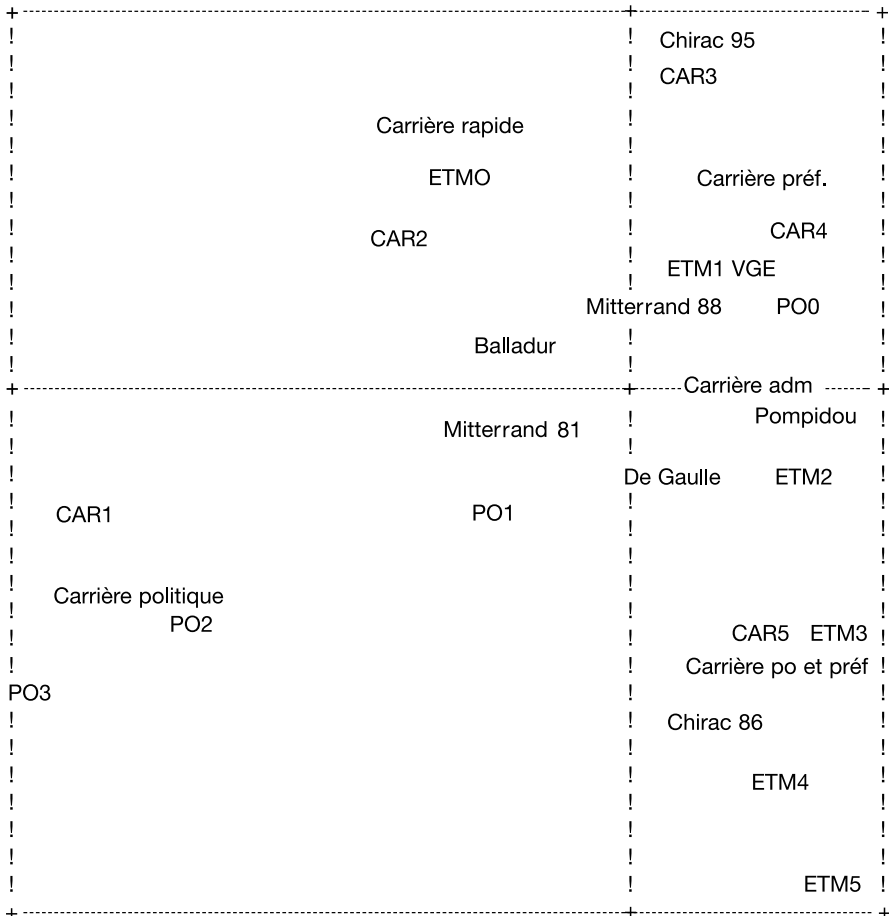 Chirac 95
CAR3
Carrière rapide
ETMO
Carrière préf.
CAR2
CAR4
ETM1 VGE
Mitterrand 88
PO0
Balladur
Carrière adm
Pompidou
Mitterrand 81
De Gaulle
ETM2
CAR1
PO1
Carrière politique
PO2
CAR5
ETM3
Carrière po et préf
PO3
Chirac 86
ETM4
ETM5